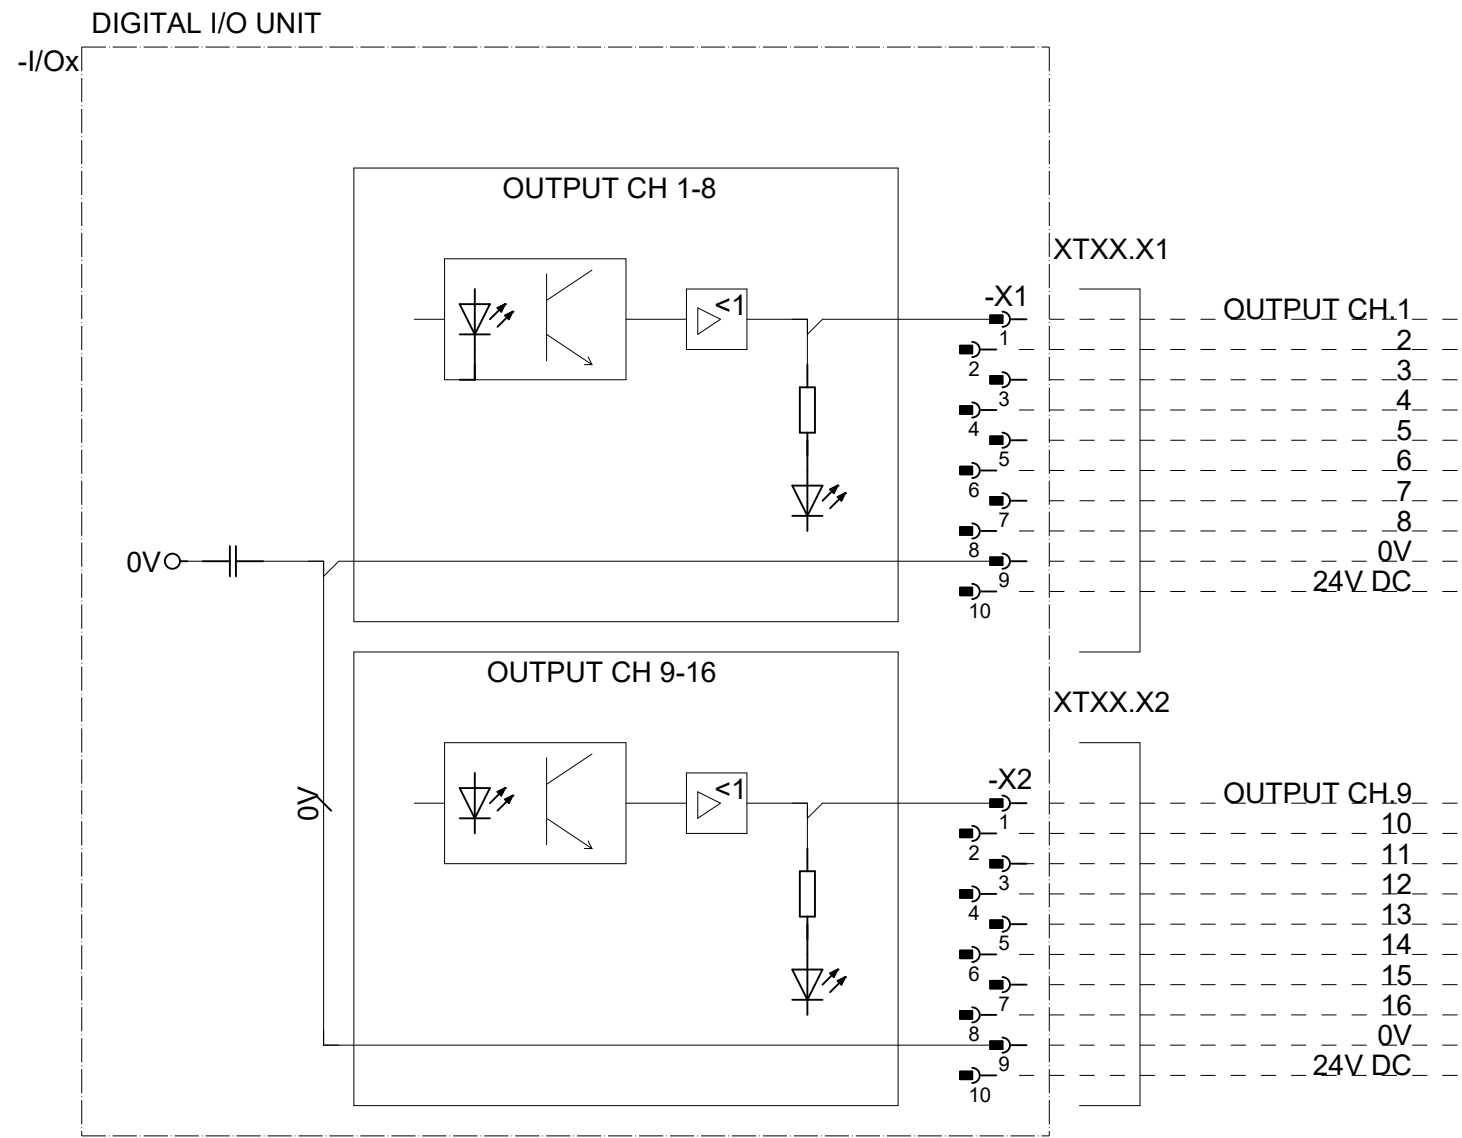 DIGITAL I/O UNIT
-I/Ox
OUTPUT CH 1-8
XTXX.X1
<1
-X1
OUTPUT CH.1
1
2
2
3
3
4
4
5
5
6
6
7
7
8
8
0V
0V
9
24V DC
10
OUTPUT CH 9-16
XTXX.X2
<1
-X2
OUTPUT CH.9
0V
1
10
2
11
3
12
4
13
5
14
6
15
7
16
8
0V
9
24V DC
10